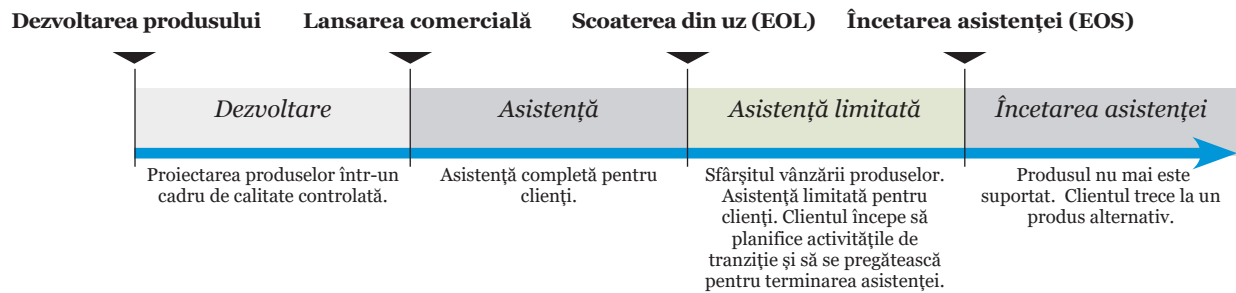 Dezvoltarea produsului
Lansarea comercială
Scoaterea din uz (EOL)
Încetarea asistenței (EOS)
Dezvoltare
Asistență
Asistență limitată
Încetarea asistenței
Proiectarea produselor într-un
cadru de calitate controlată.
Asistență completă pentru
clienți.
Sfârșitul vânzării produselor.
Asistență limitată pentru
clienți. Clientul începe să
planifice activitățile de
tranziție și să se pregătească
pentru terminarea asistenței.
Produsul nu mai este
suportat.  Clientul trece la un
produs alternativ.